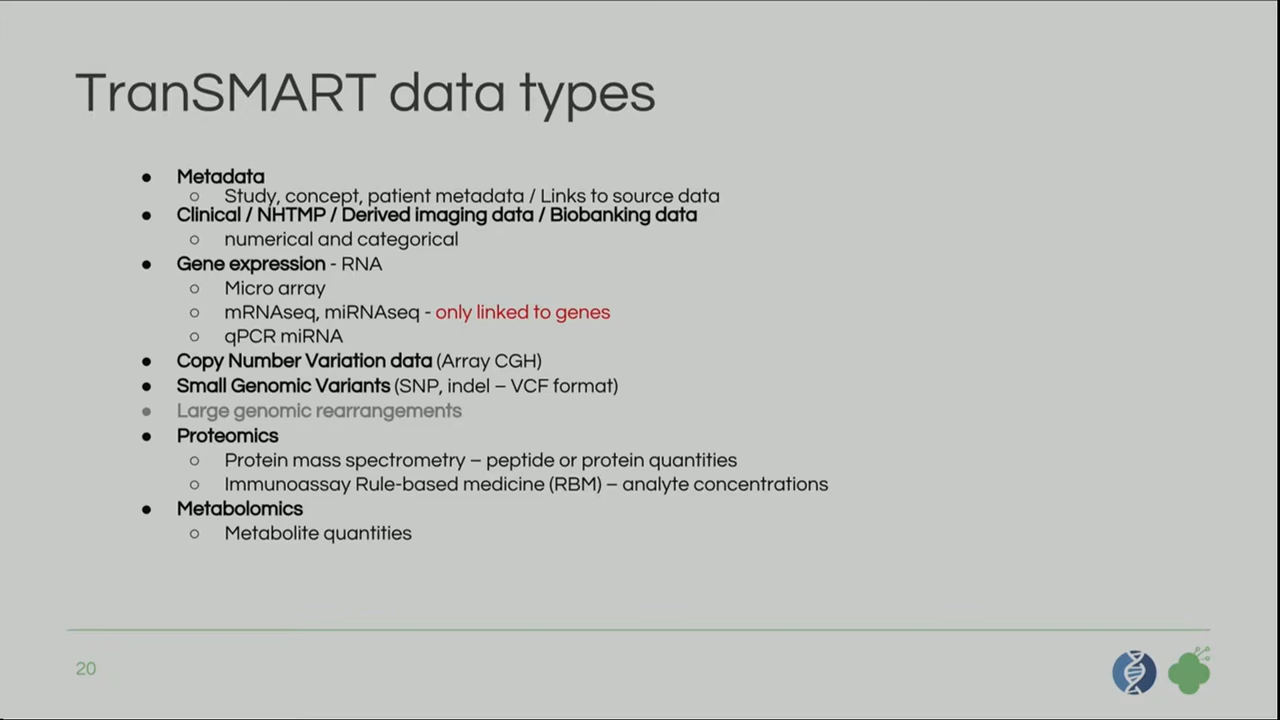 TranSMART data types
● Metadata
○ Study, concept, patient metadata / Links to source data
● Clinical / NHTMP / Derived imaging data / Biobanking data
○ numerical and categorical
● Gene expression - RNA
○ Micro array
○ mRNAseq, miRNAseq - only linked to genes
○ qPCR miRNA
● Copy Number Variation data (Array CGH)
● Small Genomic Variants (SNP, indel – VCF format)
● Large genomic rearrangements
● Proteomics
○ Protein mass spectrometry – peptide or protein quantities
○ Immunoassay Rule-based medicine (RBM) – analyte concentrations
● Metabolomics
○ Metabolite quantities
20